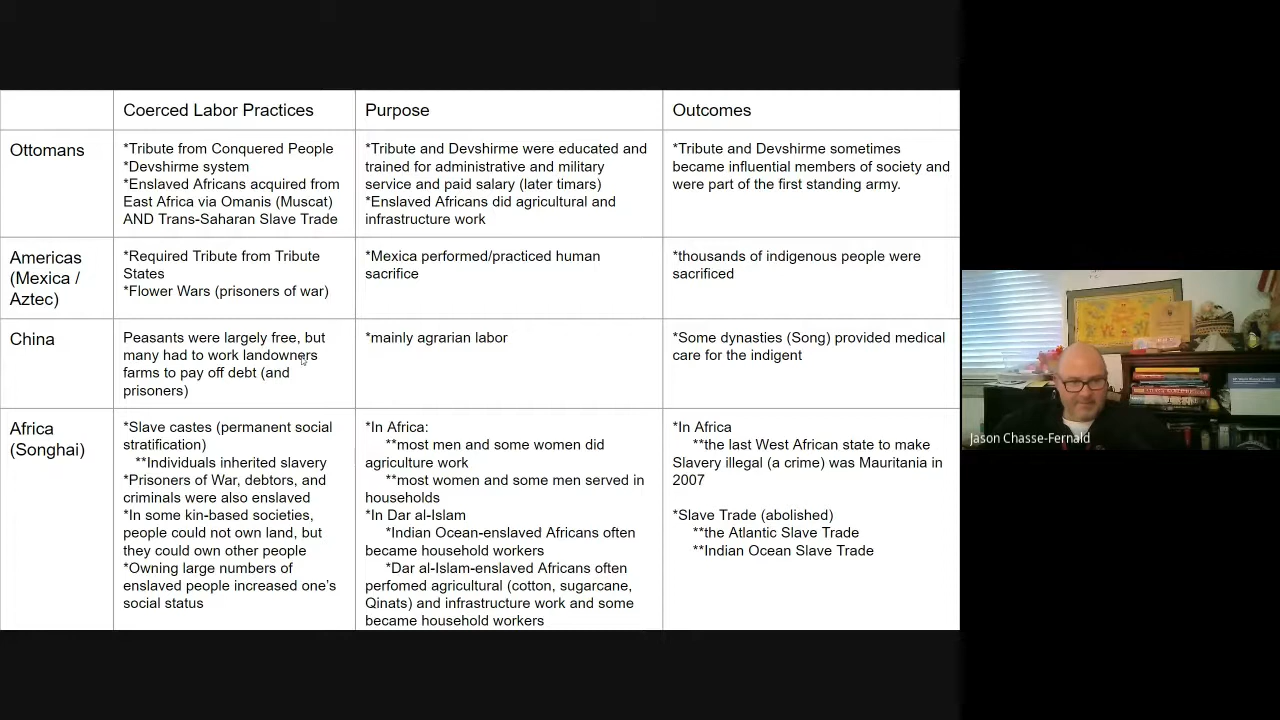 Coerced Labor Practices
Purpose
Outcomes
Ottomans
*Tribute from Conquered People
*Devshirme system
*Enslaved Africans acquired from
East Africa via Omanis (Muscat)
AND Trans-Saharan Slave Trade
*Tribute and Devshirme were educated and
trained for administrative and military
service and paid salary (later timars)
*Enslaved Africans did agricultural and
infrastructure work
*Tribute and Devshirme sometimes
became influential members of society and
were part of the first standing army.
Americas
(Mexica /
Aztec)
*Required Tribute from Tribute
States
*Flower Wars (prisoners of war)
*Mexica performed/practiced human
sacrifice
*thousands of indigenous people were
sacrificed
China
Peasants were largely free, but
many had to work landowners
farms to pay off debt (and
prisoners)
*mainly agrarian labor
*Some dynasties (Song) provided medical
care for the indigent
Africa
(Songhai)
*Slave castes (permanent social
stratification)
**Individuals inherited slavery
*Prisoners of War, debtors, and
criminals were also enslaved
*In some kin-based societies,
people could not own land, but
they could own other people
*Owning large numbers of
enslaved people increased one's
social status
*In Africa:
**most men and some women did
agriculture work
**most women and some men served in
households
*In Dar al-Islam
*Indian Ocean-enslaved Africans often
became household workers
*Dar al-Islam-enslaved Africans often
perfomed agricultural (cotton, sugarcane,
Qinats) and infrastructure work and some
became household workers
*In Africa
**the last West African state to make
Slavery illegal (a crime) was Mauritania in
2007
*Slave Trade (abolished)
**the Atlantic Slave Trade
**Indian Ocean Slave Trade
Jason Chasse-Fernald